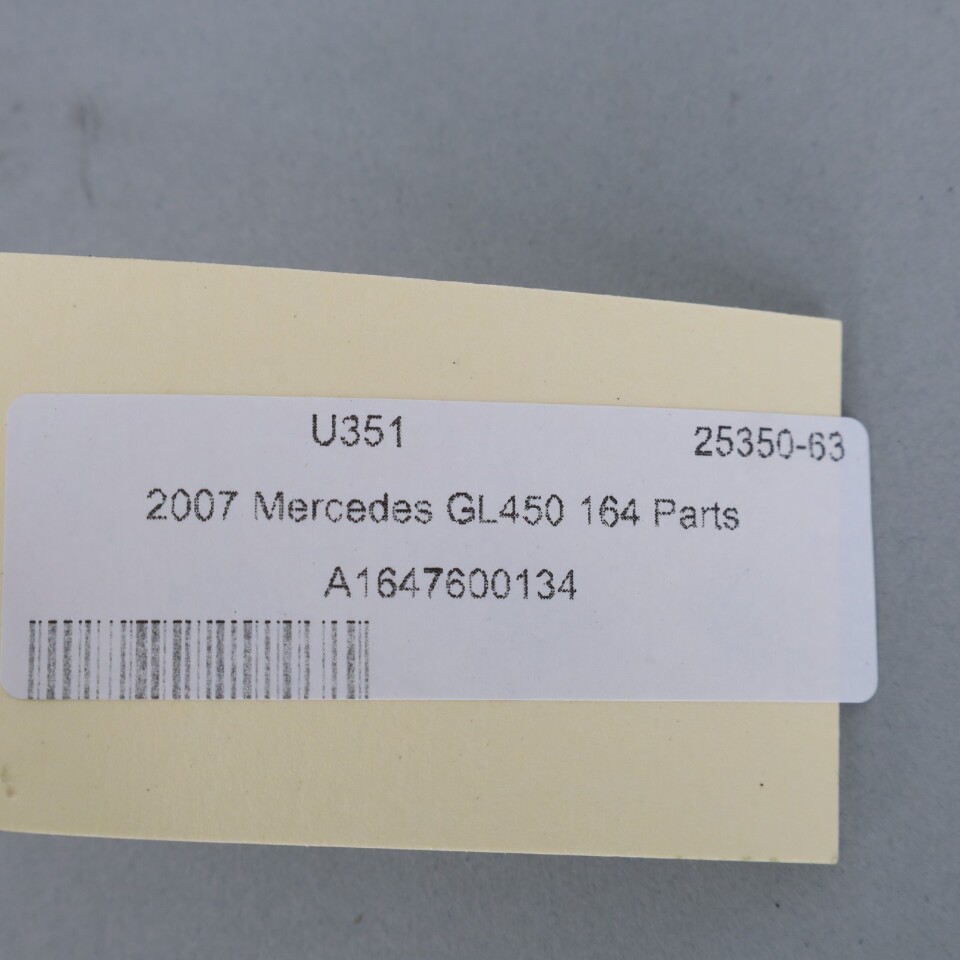 U351 25350-63
2007 Mercedes GL450 164 Parts
A1647600134